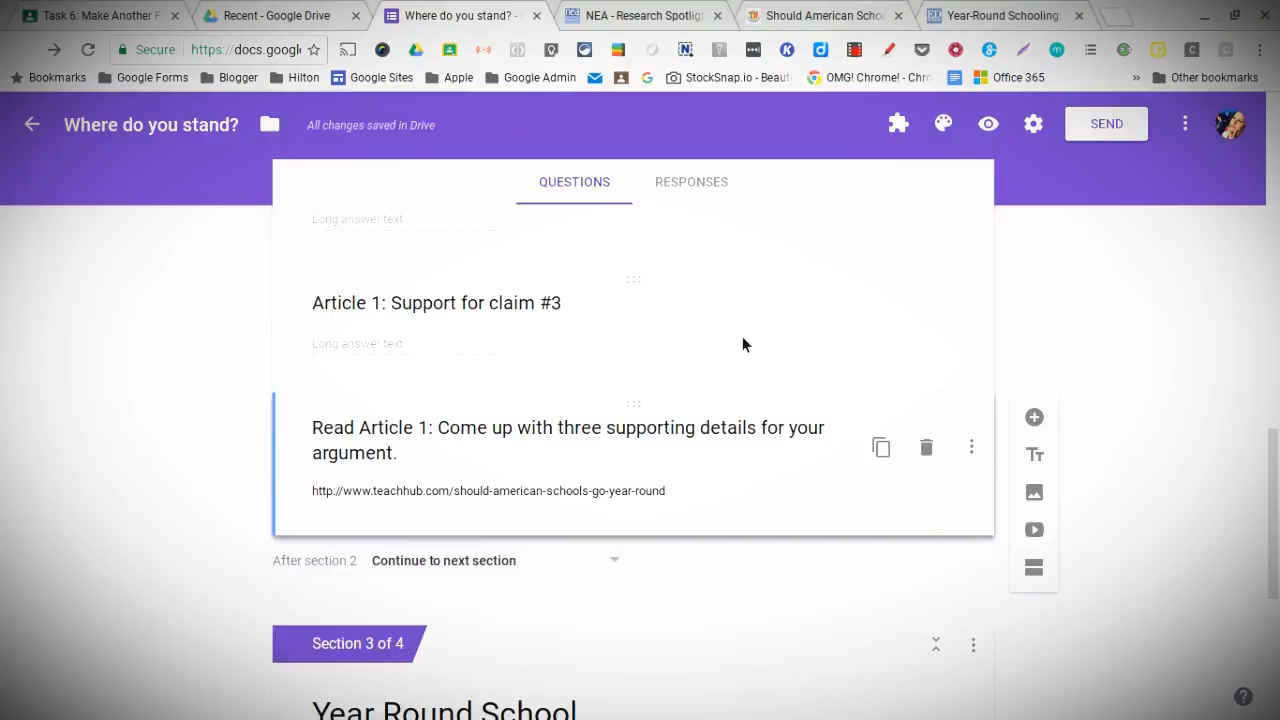 Task 6: Make Another F
Recent - Google Drive
Where do you stand? -
NEA - Research Spotlig
Should American Schoo
Year-Round Schooling:
Secure
https://docs.googl
Bookmarks
Google Forms
Blogger
Hilton
Google Sites
Apple
Google Admin
StockSnap.io - Beaut
OMG! Chrome! - Chr
Office 365
»
Other bookmarks
Where do you stand?
All changes saved in Drive
SEND
QUESTIONS
RESPONSES
Long answer text
Article 1: Support for claim #3
Long answer text
Read Article 1: Come up with three supporting details for your
argument.
http://www.teachhub.com/should-american-schools-go-year-round
Tт
After section 2 Continue to next section
Section 3 of 4
Year Round School